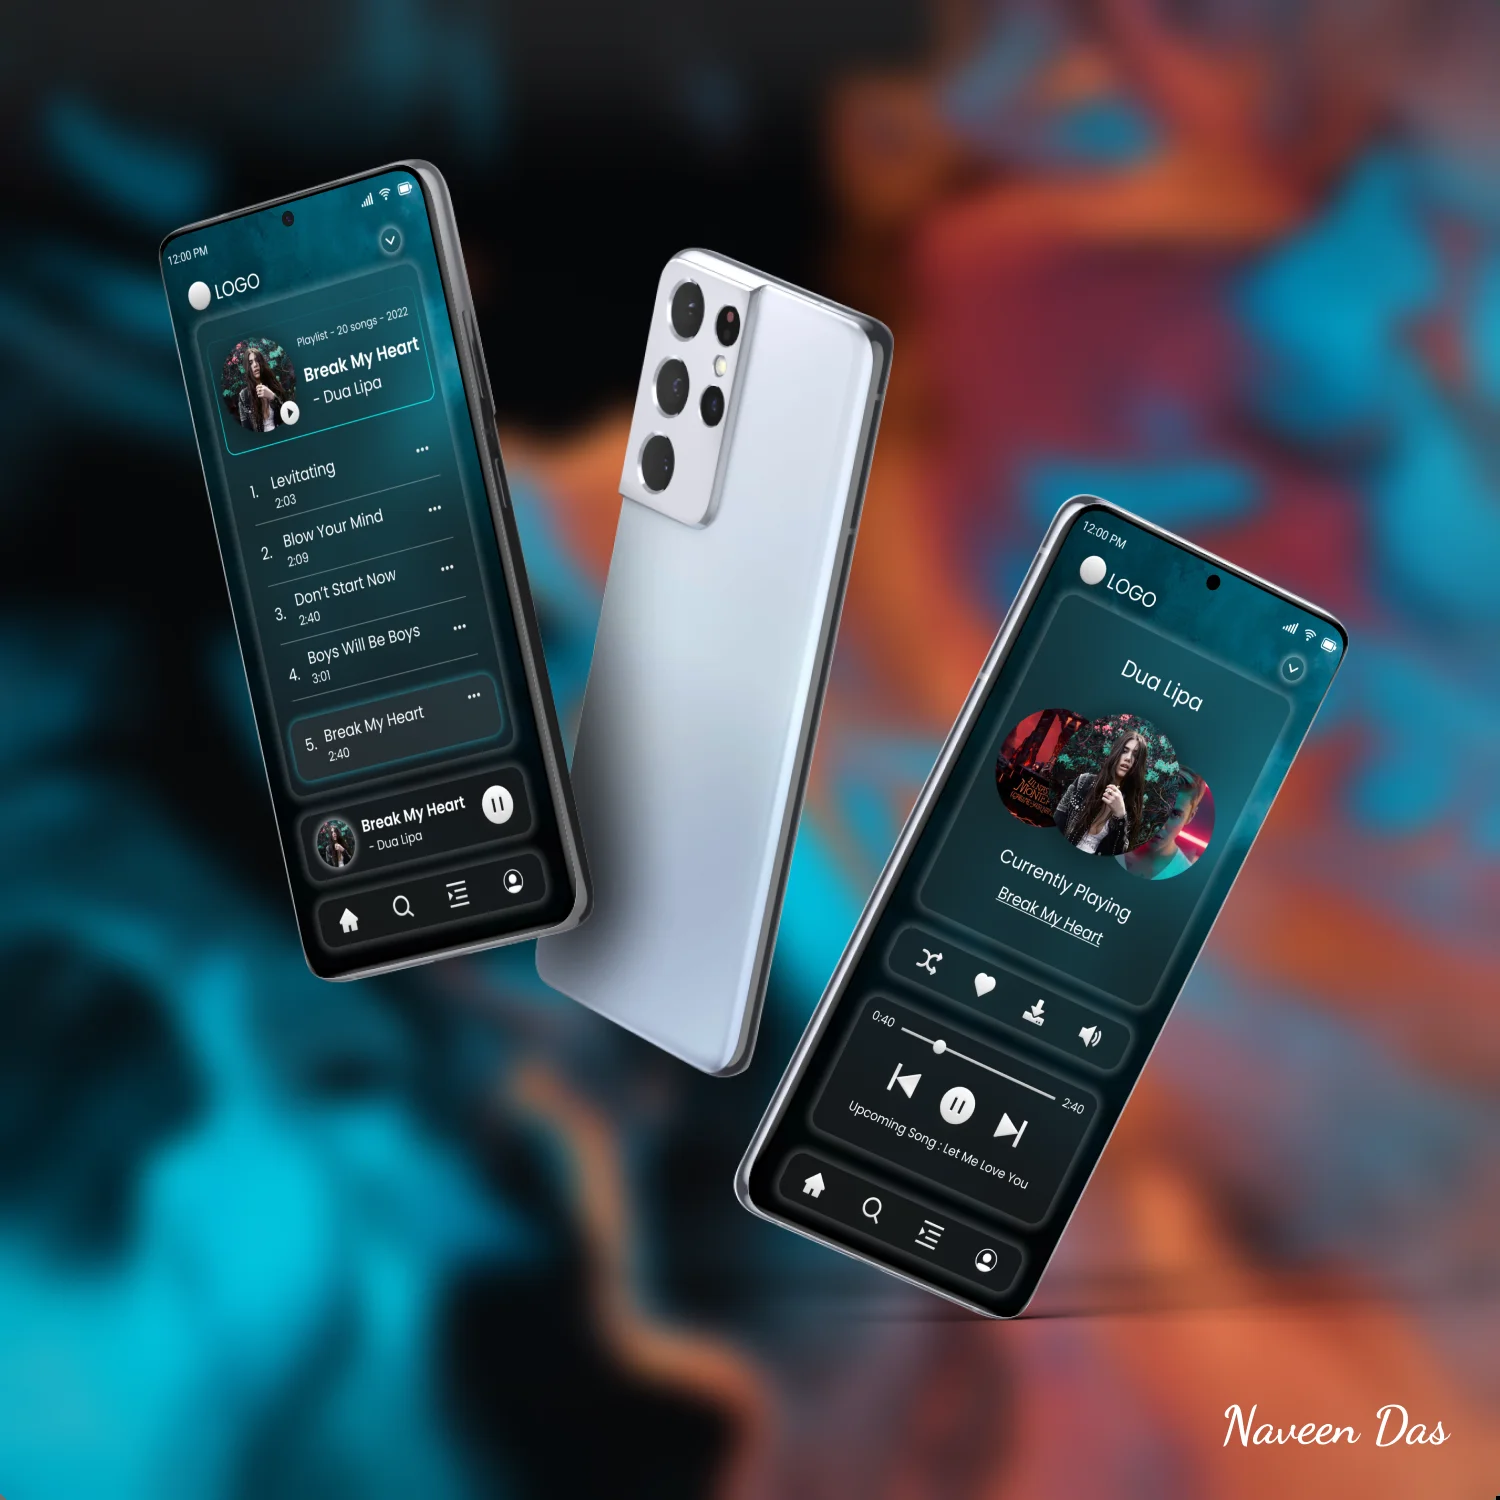 12:00 PM
LOGO
Playlist - 20 songs - 2022
Break My Heart
- Dua Lipa
1. Levitating
2:03
2. Blow Your Mind
2:09
3. Don't Start Now
2:40
4. Boys Will Be Boys
3:01
5. Break My Heart
2:40
Break My Heart
- Dua Lipa
12:00 PM
LOGO
Dua Lipa
Currently Playing
Break My Heart
0:40
2:40
Upcoming Song : Let Me Love You
Naveen Das